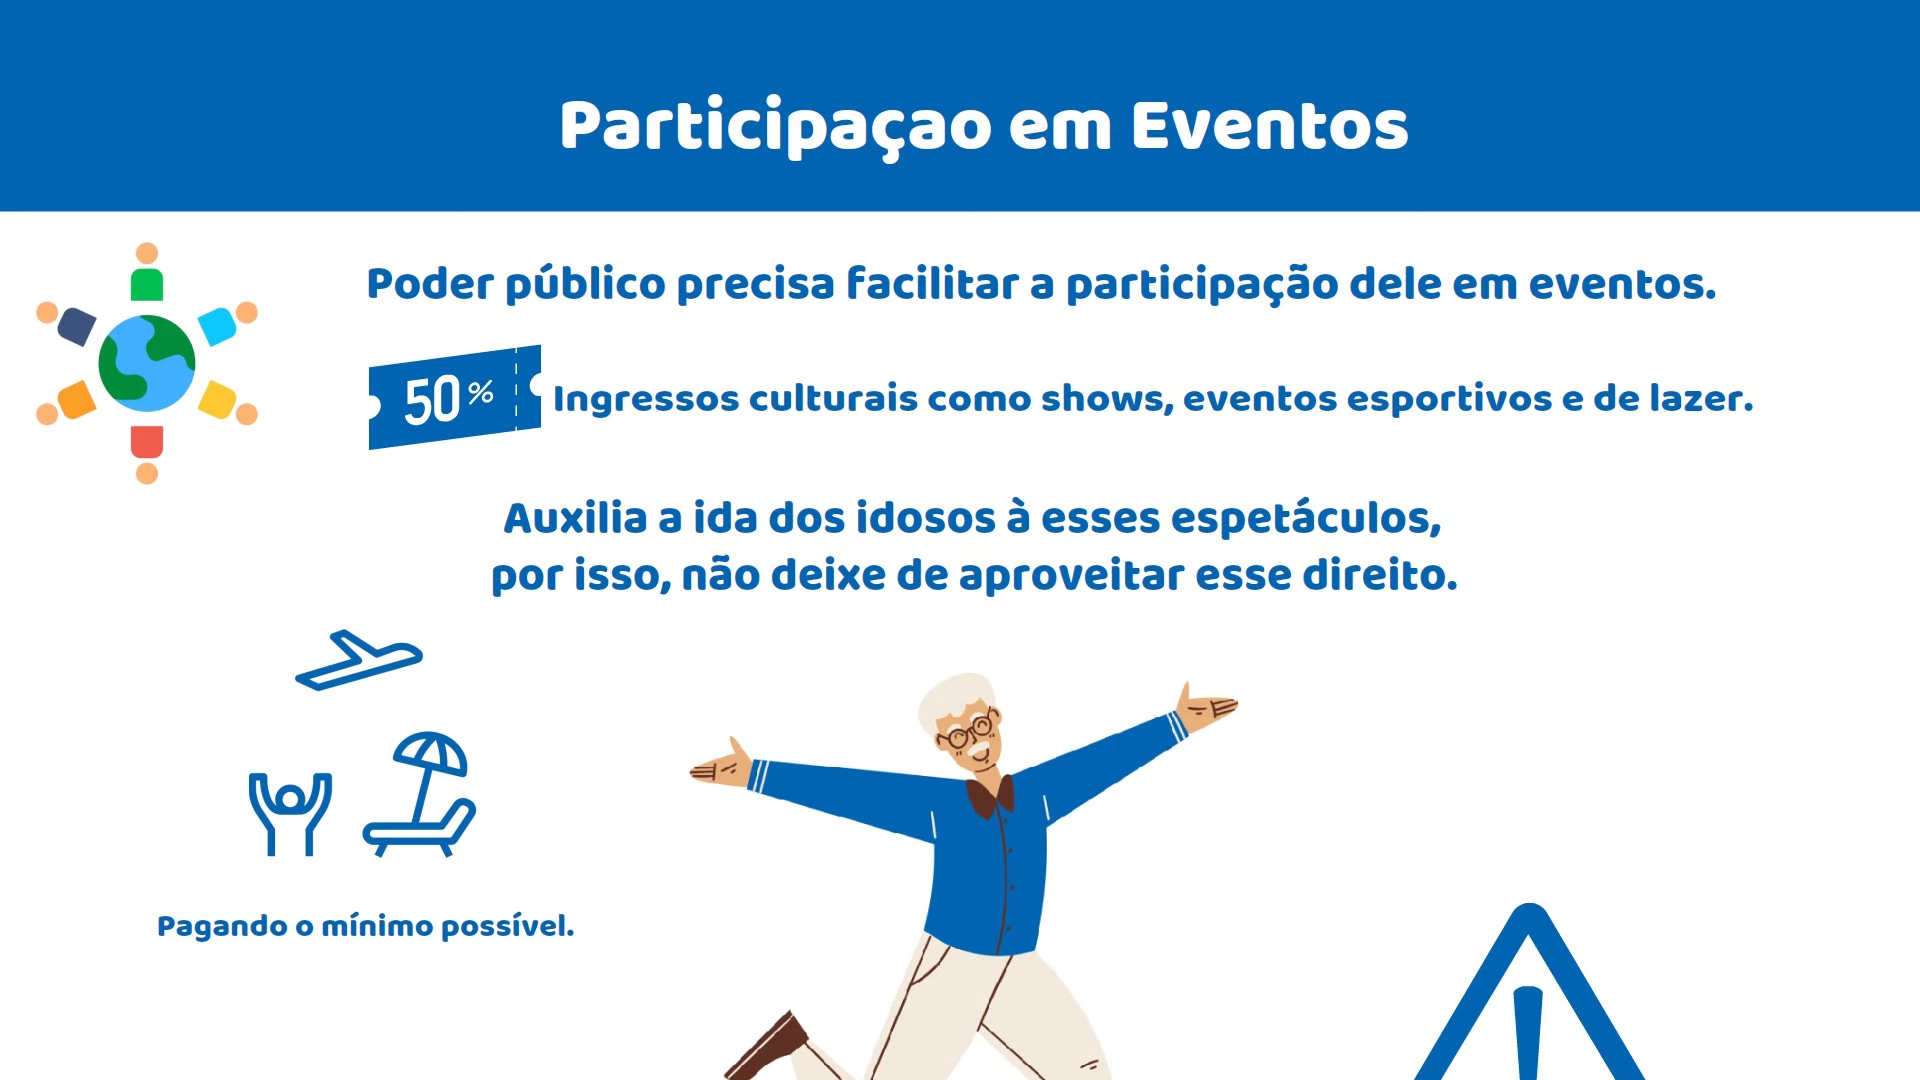 Participaçao em Eventos
Poder público precisa facilitar a participação dele em eventos.
50%
Ingressos culturais como shows, eventos esportivos e de lazer.
Auxilia a ida dos idosos à esses espetáculos,
por isso, não deixe de aproveitar esse direito.
Pagando o mínimo possível.